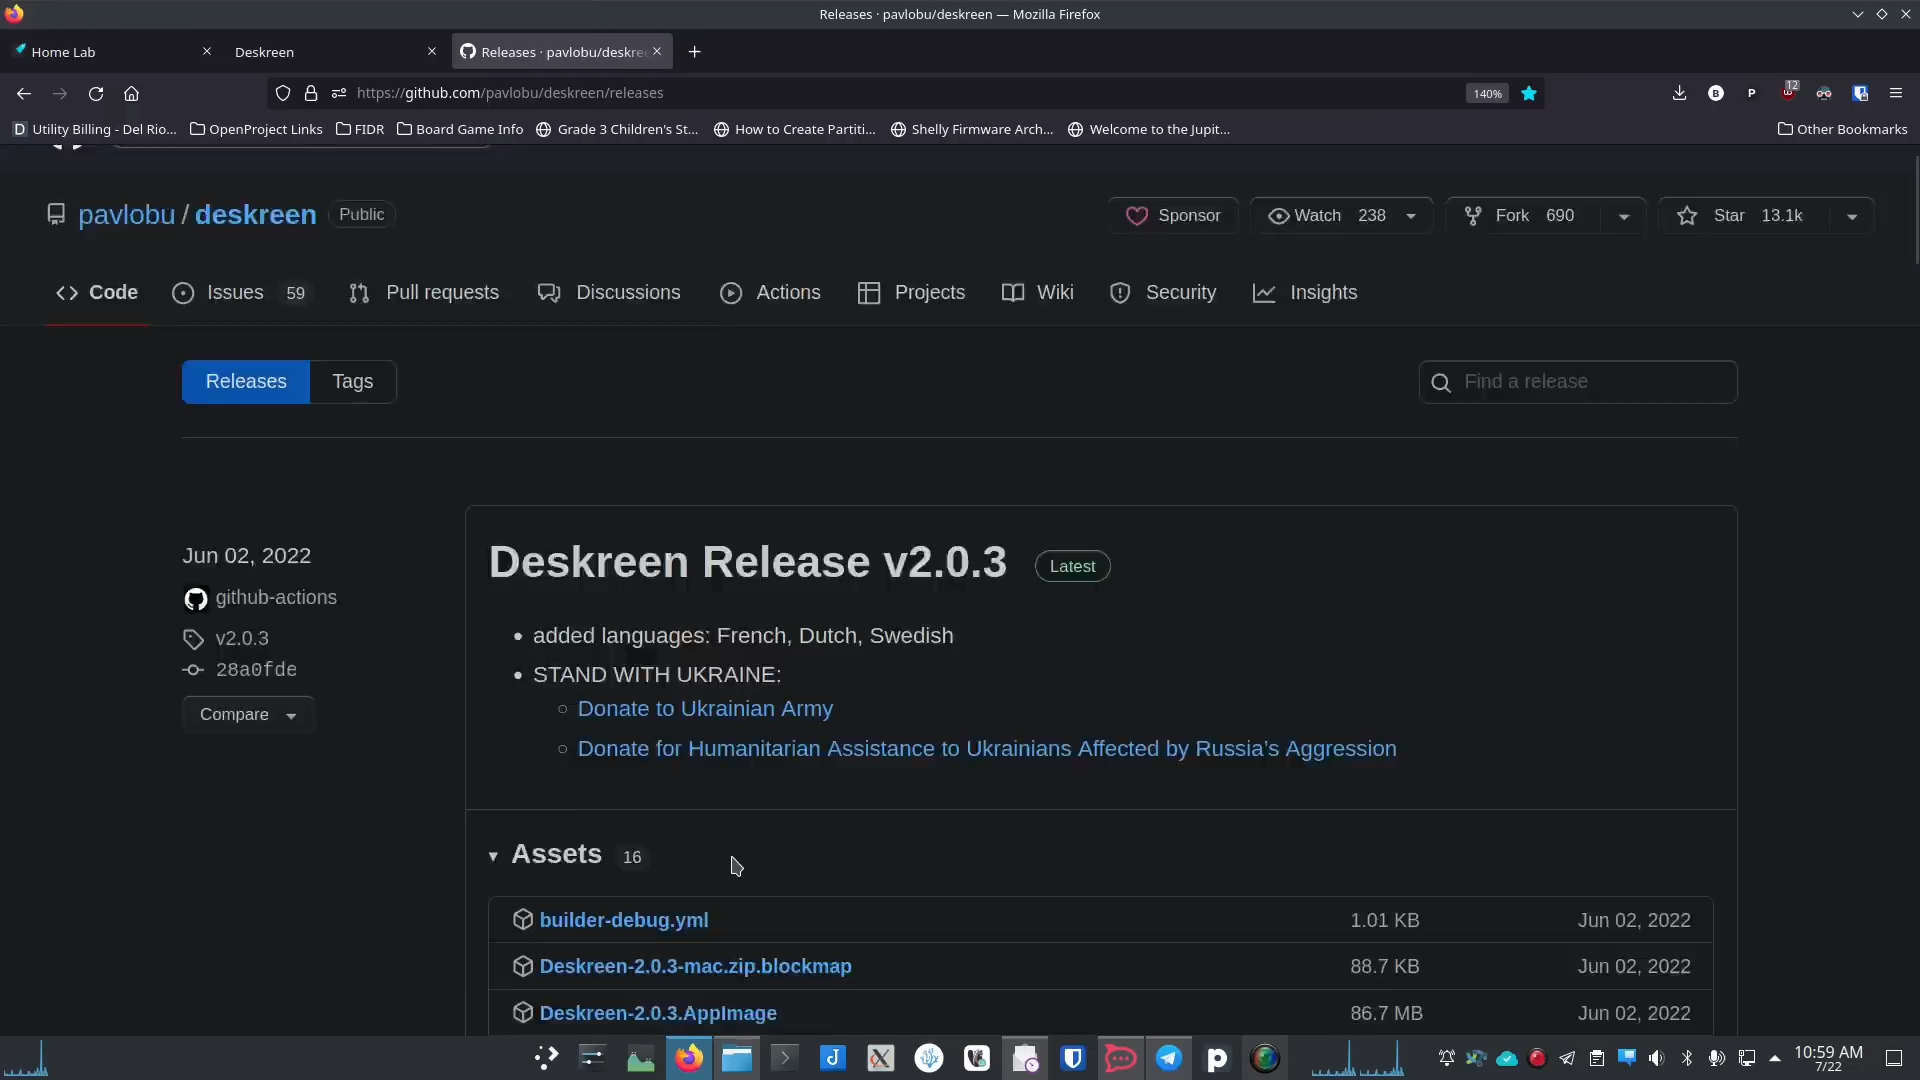 Releases · pavlobu/deskreen — Mozilla Firefox
Home Lab
Deskreen
Releases · pavlobu/deskre
https://github.com/pavlobu/deskreen/releases
140%
12
Utility Billing - Del Rio...
OpenProject Links
FIDR
Board Game Info
Grade 3 Children's St...
How to Create Partiti...
Shelly Firmware Arch...
Welcome to the Jupit...
Other Bookmarks
pavlobu / deskreen
Public
Sponsor
Watch 238
Fork 690
Star 13.1k
Code
Issues 59
Pull requests
Discussions
Actions
Projects
Wiki
Security
Insights
Releases
Tags
Find a release
Jun 02, 2022
github-actions
v2.0.3
28a0fde
Compare
Deskreen Release v2.0.3
Latest
• added languages: French, Dutch, Swedish
• STAND WITH UKRAINE:
○ Donate to Ukrainian Army
○ Donate for Humanitarian Assistance to Ukrainians Affected by Russia’s Aggression
Assets 16
builder-debug.yml 1.01 KB Jun 02, 2022
Deskreen-2.0.3-mac.zip.blockmap 88.7 KB Jun 02, 2022
Deskreen-2.0.3.AppImage 86.7 MB Jun 02, 2022
10:59 AM
7/22